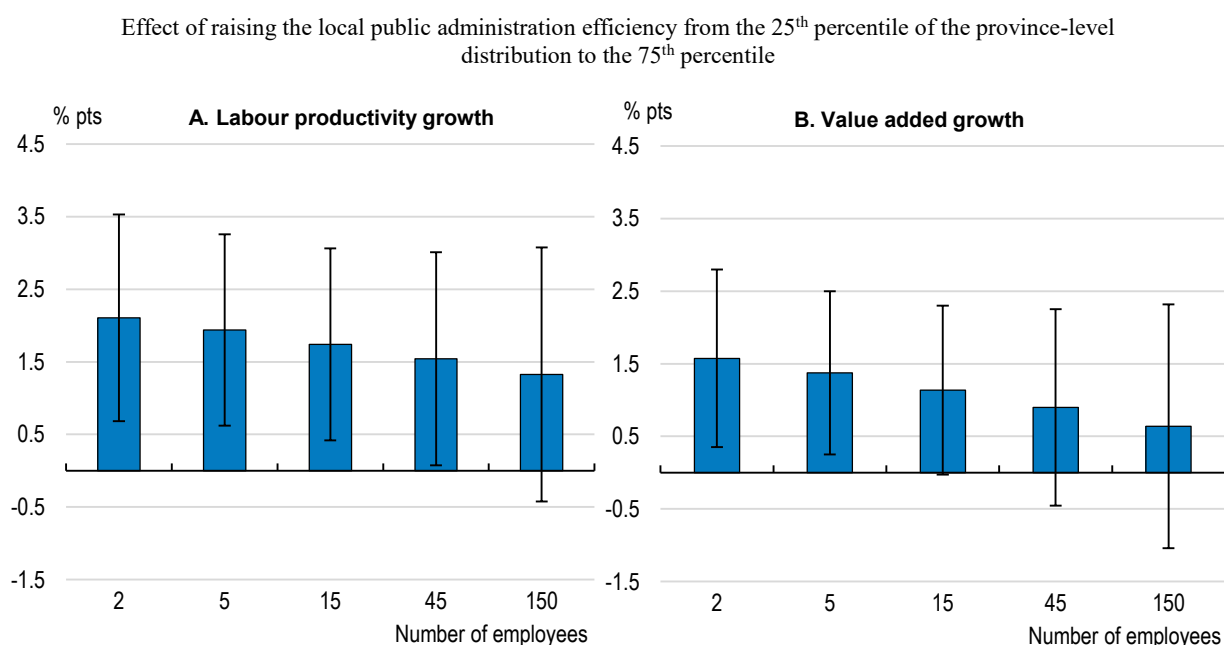 Effect of raising the local public administration efficiency from the 25th percentile of the province-level
distribution to the 75th percentile
% pts
A. Labour productivity growth
4.5
3.5
2.5
1.5
0.5
-0.5
-1.5
2 5 15 45 150
Number of employees
% pts
B. Value added growth
4.5
3.5
2.5
1.5
0.5
-0.5
-1.5
2 5 15 45 150
Number of employees